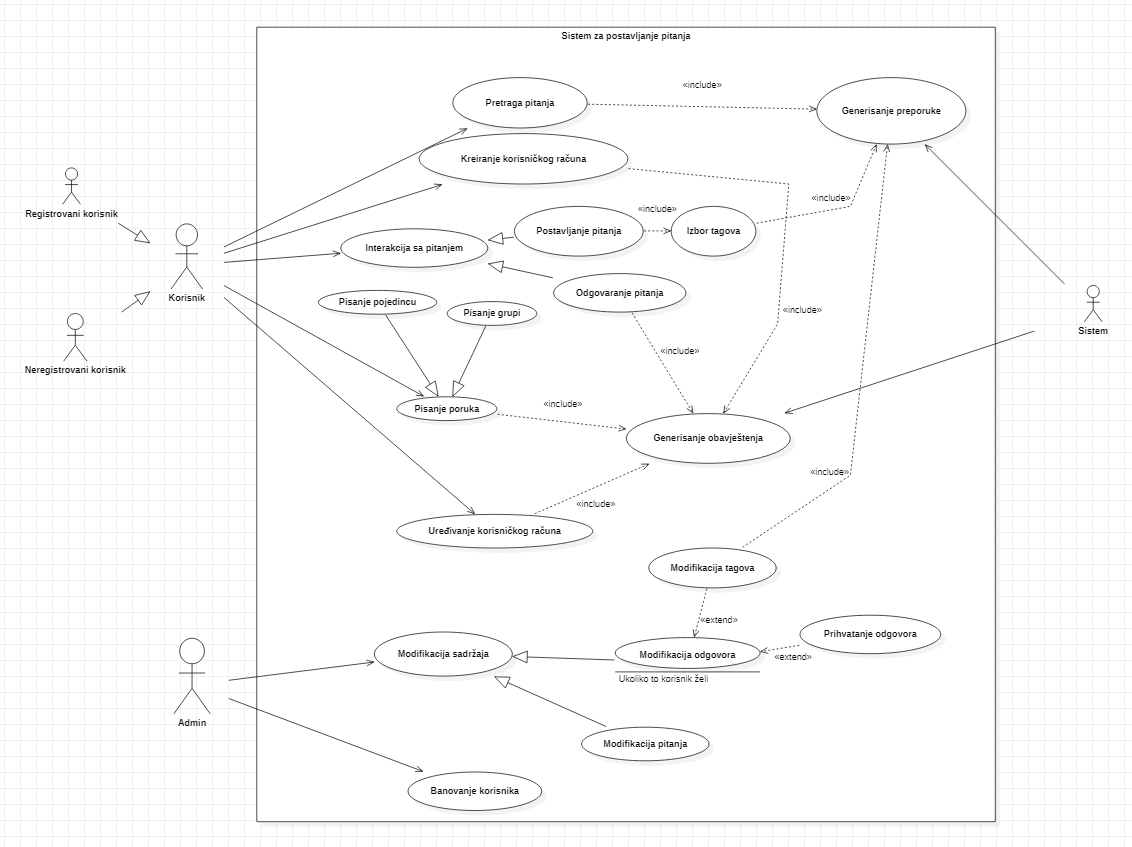 Sistem za postavljanje pitanja
«include»
Pretraga pitanja
Generisanje preporuke
Kreiranje korisničkog računa
Registrovani korisnik
«include»
«include»
Postavljanje pitanja
Izbor tagova
Interakcija sa pitanjem
Korisnik
Odgovaranje pitanja
Pisanje pojedincu
Pisanje grupi
«include»
Sistem
«include»
Neregistrovani korisnik
«include»
Pisanje poruka
Generisanje obavještenja
«include»
«include»
Uređivanje korisničkog računa
Modifikacija tagova
«extend»
Prihvatanje odgovora
Modifikacija sadržaja
Modifikacija odgovora
«extend»
Ukoliko to korisnik želi
Admin
Modifikacija pitanja
Banovanje korisnika